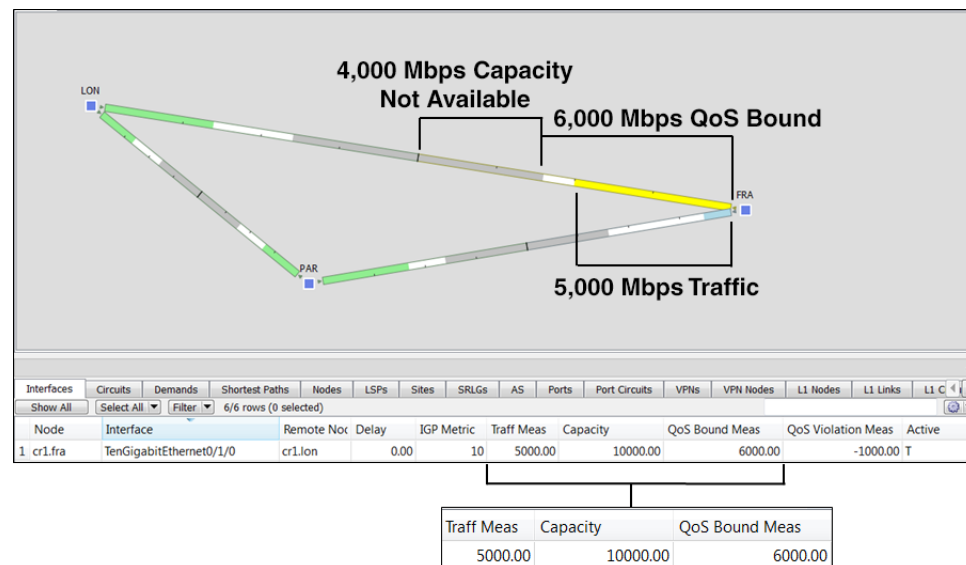 4,000 Mbps Capacity
Not Available
LON
6,000 Mbps QoS Bound
FRA
PAR
5,000 Mbps Traffic
Interfaces Circuits Demands Shortest Paths Nodes LSPs Sites SRLGs AS Ports Port Circuits VPNs VPN Nodes L1 Nodes L1 Links
Show All Select All Filter 6/6 rows (0 selected)
Node Interface Remote Noc Delay IGP Metric Traff Meas Capacity QoS Bound Meas QoS Violation Meas Active
1 cr1.fra TenGigabitEthernet0/1/0 cr1.lon 0.00 10 5000.00 10000.00 6000.00 -1000.00 T
Traff Meas Capacity QoS Bound Meas
5000.00 10000.00 6000.00